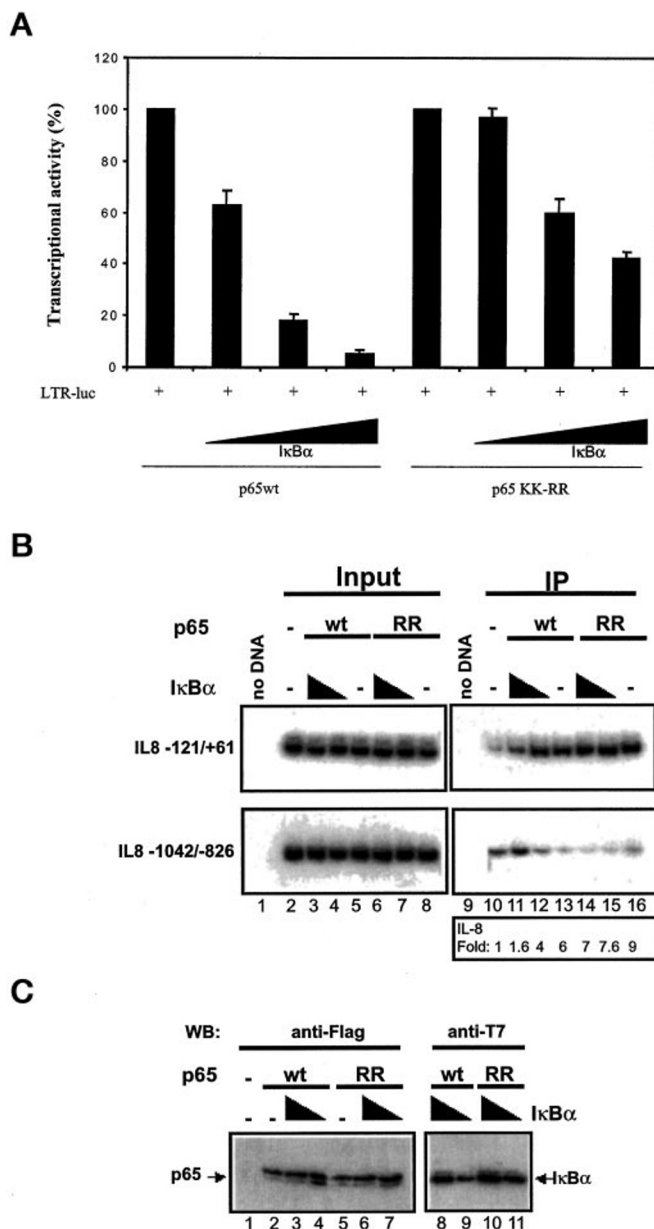 A
Transcriptional activity (%)
120
100
80
60
40
20
0
LTR-luc + + + + + + + +
IκBα IκBα
p65wt p65 KK-RR
B
Input IP
p65 - wt RR - wt RR
IκBα no DNA - - - no DNA - - -
IL8 -121/+61
IL8 -1042/-826
1 2 3 4 5 6 7 8 9 10 11 12 13 14 15 16
IL-8
Fold: 1 1.6 4 6 7 7.6 9
C
WB: anti-Flag anti-T7
p65 - wt RR wt RR
- - - IκBα
p65 IκBα
1 2 3 4 5 6 7 8 9 10 11